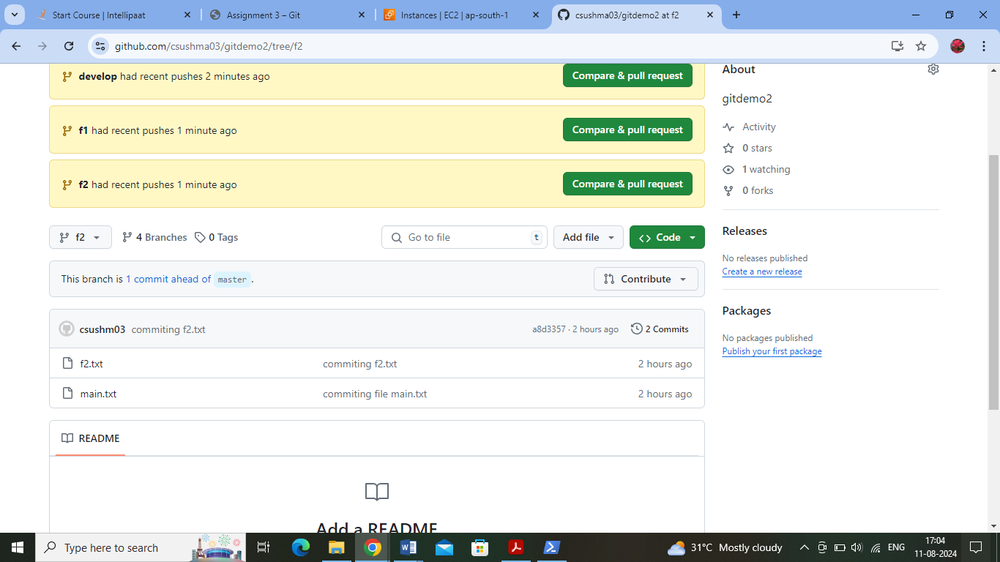 Start Course | Intellipaat
Assignment 3 – Git
Instances | EC2 | ap-south-1
csushma03/gitdemo2 at f2
github.com/csushma03/gitdemo2/tree/f2
develop had recent pushes 2 minutes ago
Compare & pull request
f1 had recent pushes 1 minute ago
Compare & pull request
f2 had recent pushes 1 minute ago
Compare & pull request
f2
4 Branches
0 Tags
Go to file
t
Add file
Code
This branch is 1 commit ahead of master .
Contribute
csushm03 commiting f2.txt
a8d3357 · 2 hours ago
2 Commits
f2.txt
commiting f2.txt
2 hours ago
main.txt
commiting file main.txt
2 hours ago
README
Add a README
About
gitdemo2
Activity
0 stars
1 watching
0 forks
Releases
No releases published
Create a new release
Packages
No packages published
Publish your first package
Type here to search
31°C Mostly cloudy
ENG
17:04
11-08-2024